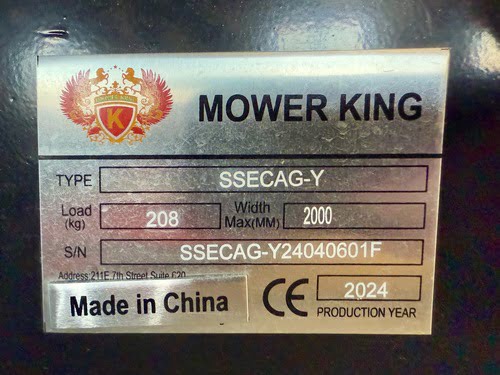 K
MOWER KING
TYPE SSECAG-Y
Load (kg) 208 Width Max(MM) 2000
S/N SSECAG-Y24040601F
Address:211E 7th Street Suite 620
Made in China CE 2024
PRODUCTION YEAR